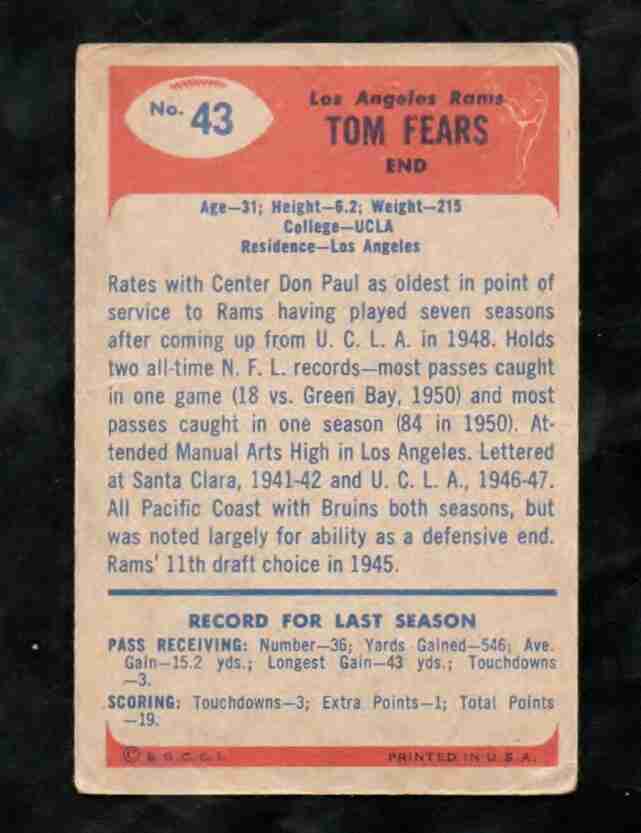 No. 43
Los Angeles Rams
TOM FEARS
END
Age—31; Height—6.2; Weight—215
College—UCLA
Residence—Los Angeles
Rates with Center Don Paul as oldest in point of
service to Rams having played seven seasons
after coming up from U. C. L. A. in 1948. Holds
two all-time N. F. L. records—most passes caught
in one game (18 vs. Green Bay, 1950) and most
passes caught in one season (84 in 1950). At-
tended Manual Arts High in Los Angeles. Lettered
at Santa Clara, 1941-42 and U. C. L. A., 1946-47.
All Pacific Coast with Bruins both seasons, but
was noted largely for ability as a defensive end.
Rams' 11th draft choice in 1945.
RECORD FOR LAST SEASON
PASS RECEIVING: Number—36; Yards Gained—546; Ave.
Gain—15.2 yds.; Longest Gain—43 yds.; Touchdowns
—3.
SCORING: Touchdowns—3; Extra Points—1; Total Points
—19.
© B. G. C. C. I.
PRINTED IN U.S.A.